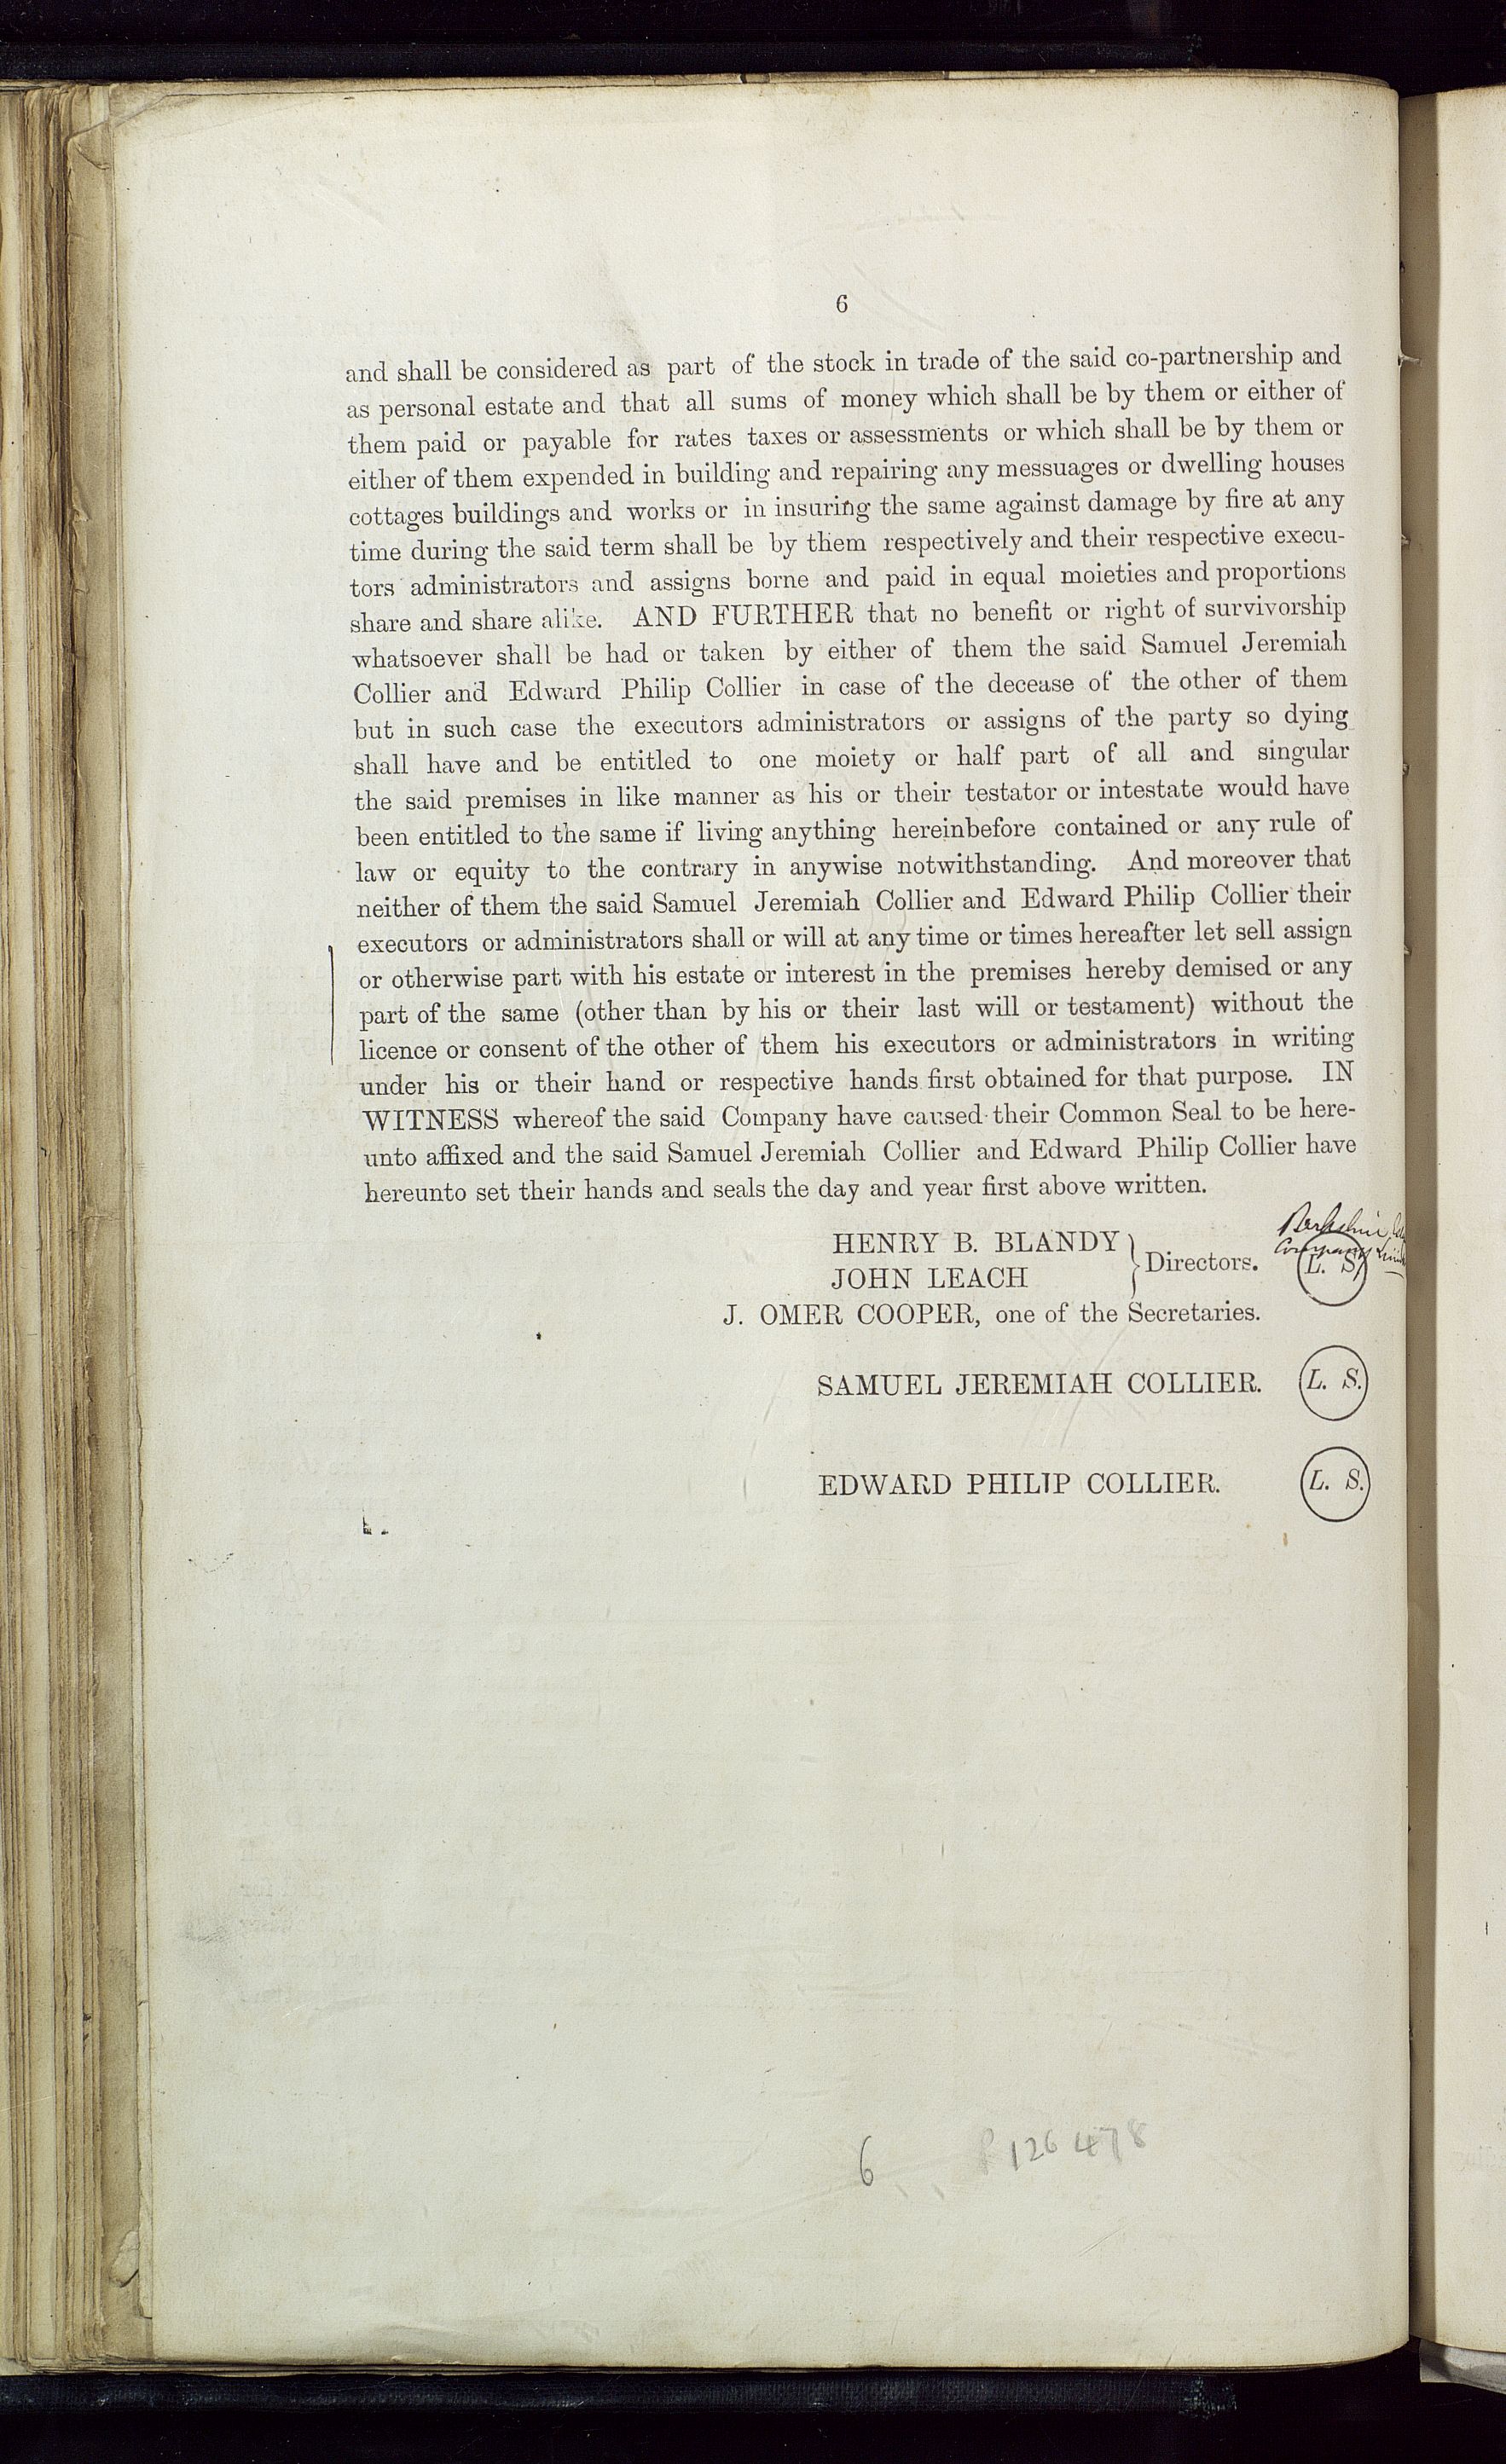 6
and shall be considered as part of the stock in trade of the said co-partnership and
as personal estate and that all sums of money which shall be by them or either of
them paid or payable for rates taxes or assessments or which shall be by them or
either of them expended in building and repairing any messuages or dwelling houses
cottages buildings and works or in insuring the same against damage by fire at any
time during the said term shall be by them respectively and their respective execu-
tors administrators and assigns borne and paid in equal moieties and proportions
share and share alike. AND FURTHER that no benefit or right of survivorship
whatsoever shall be had or taken by either of them the said Samuel Jeremiah
Collier and Edward Philip Collier in case of the decease of the other of them
but in such case the executors administrators or assigns of the party so dying
shall have and be entitled to one moiety or half part of all and singular
the said premises in like manner as his or their testator or intestate would have
been entitled to the same if living anything hereinbefore contained or any rule of
law or equity to the contrary in anywise notwithstanding. And moreover that
neither of them the said Samuel Jeremiah Collier and Edward Philip Collier their
executors or administrators shall or will at any time or times hereafter let sell assign
or otherwise part with his estate or interest in the premises hereby demised or any
part of the same (other than by his or their last will or testament) without the
licence or consent of the other of them his executors or administrators in writing
under his or their hand or respective hands first obtained for that purpose. IN
WITNESS whereof the said Company have caused their Common Seal to be here-
unto affixed and the said Samuel Jeremiah Collier and Edward Philip Collier have
hereunto set their hands and seals the day and year first above written.
Berkshire
Company
HENRY B. BLANDY
JOHN LEACH
Directors.
L. S.
J. OMER COOPER, one of the Secretaries.
SAMUEL JEREMIAH COLLIER. L. S.
EDWARD PHILIP COLLIER. L. S.
6 P126478